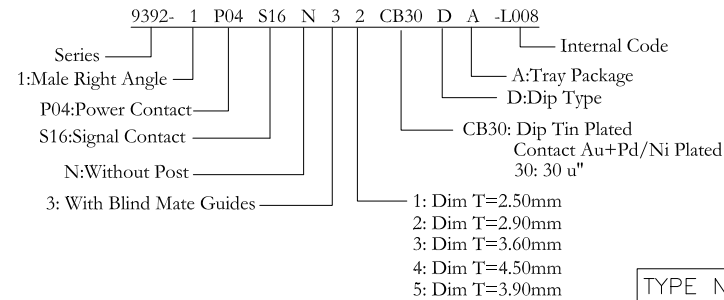 9392- 1 P04 S16 N 3 2 CB30 D A -L008
Series
Internal Code
1:Male Right Angle
A:Tray Package
P04:Power Contact
D:Dip Type
S16:Signal Contact
CB30: Dip Tin Plated
Contact Au+Pd/Ni Plated
30: 30 u"
N:Without Post
3: With Blind Mate Guides
1: Dim T=2.50mm
2: Dim T=2.90mm
3: Dim T=3.60mm
4: Dim T=4.50mm
5: Dim T=3.90mm
TYPE N